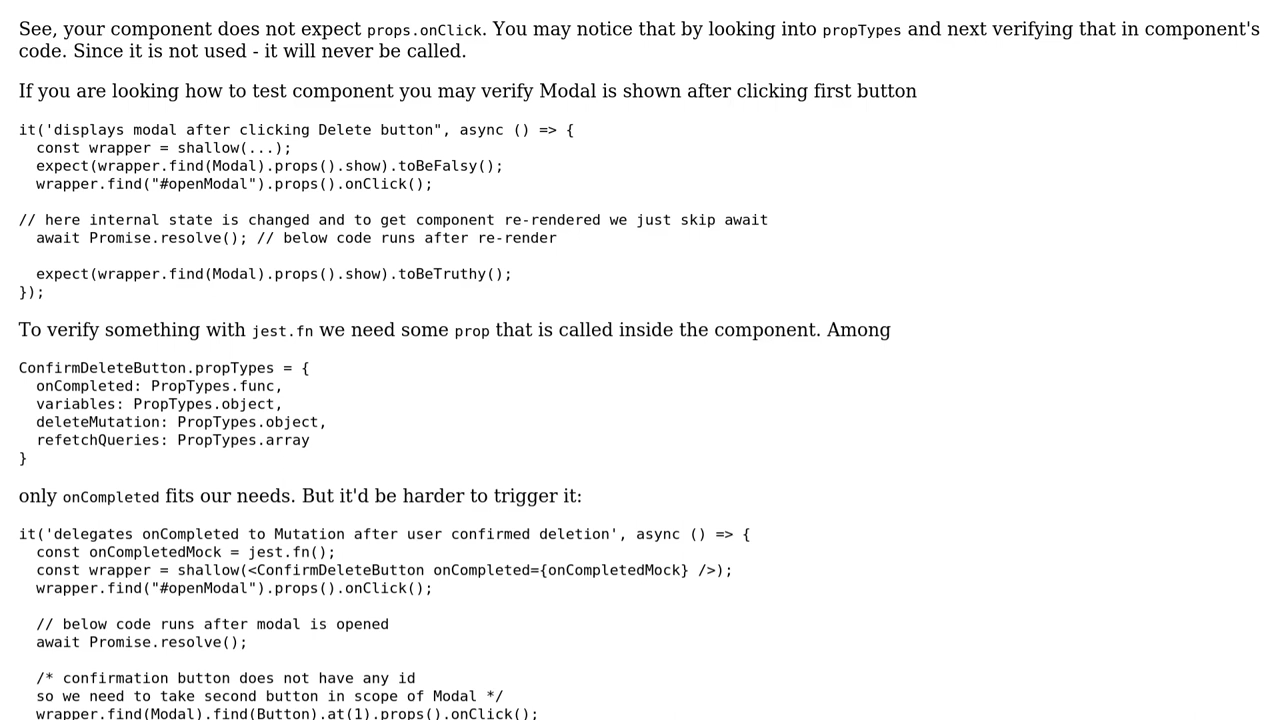 See, your component does not expect props.onClick. You may notice that by looking into propTypes and next verifying that in component's
code. Since it is not used - it will never be called.
If you are looking how to test component you may verify Modal is shown after clicking first button
it('displays modal after clicking Delete button", async () => {
  const wrapper = shallow(...);
  expect(wrapper.find(Modal).props().show).toBeFalsy();
  wrapper.find("#openModal").props().onClick();
// here internal state is changed and to get component re-rendered we just skip await
  await Promise.resolve(); // below code runs after re-render
  expect(wrapper.find(Modal).props().show).toBeTruthy();
});
To verify something with jest.fn we need some prop that is called inside the component. Among
ConfirmDeleteButton.propTypes = {
  onCompleted: PropTypes.func,
  variables: PropTypes.object,
  deleteMutation: PropTypes.object,
  refetchQueries: PropTypes.array
}
only onCompleted fits our needs. But it'd be harder to trigger it:
it('delegates onCompleted to Mutation after user confirmed deletion', async () => {
  const onCompletedMock = jest.fn();
  const wrapper = shallow(<ConfirmDeleteButton onCompleted={onCompletedMock} />);
  wrapper.find("#openModal").props().onClick();
  // below code runs after modal is opened
  await Promise.resolve();
  /* confirmation button does not have any id
  so we need to take second button in scope of Modal */
  wrapper.find(Modal).find(Button).at(1).props().onClick();